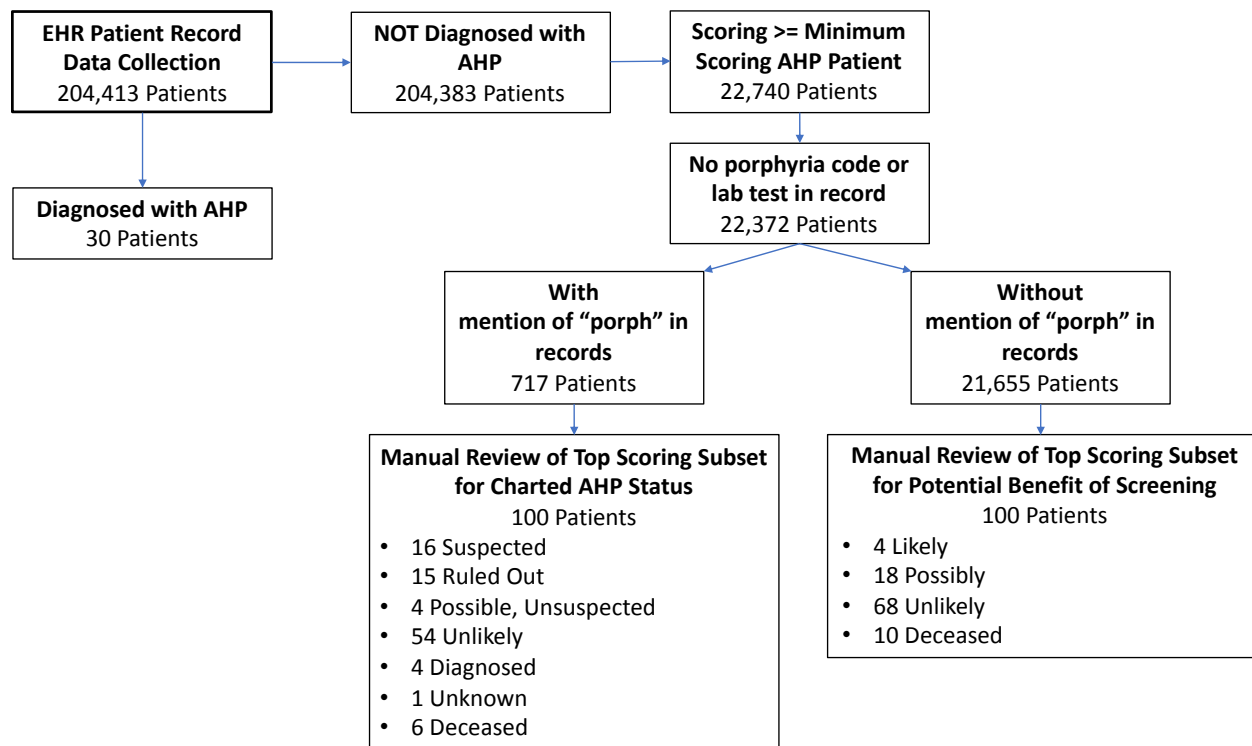 EHR Patient Record
Data Collection
204,413 Patients
NOT Diagnosed with
AHP
204,383 Patients
Scoring >= Minimum
Scoring AHP Patient
22,740 Patients
Diagnosed with AHP
30 Patients
No porphyria code or
lab test in record
22,372 Patients
With
mention of “porph” in
records
717 Patients
Without
mention of “porph” in
records
21,655 Patients
Manual Review of Top Scoring Subset
for Charted AHP Status
100 Patients
• 16 Suspected
• 15 Ruled Out
• 4 Possible, Unsuspected
• 54 Unlikely
• 4 Diagnosed
• 1 Unknown
• 6 Deceased
Manual Review of Top Scoring Subset
for Potential Benefit of Screening
100 Patients
• 4 Likely
• 18 Possibly
• 68 Unlikely
• 10 Deceased